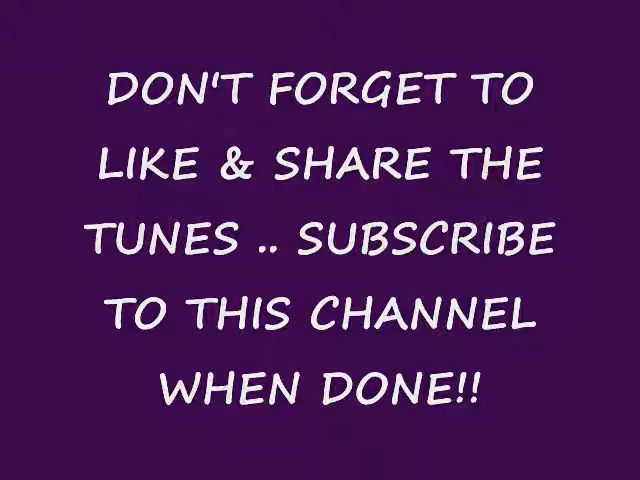 DON'T FORGET TO
LIKE & SHARE THE
TUNES .. SUBSCRIBE
TO THIS CHANNEL
WHEN DONE!!